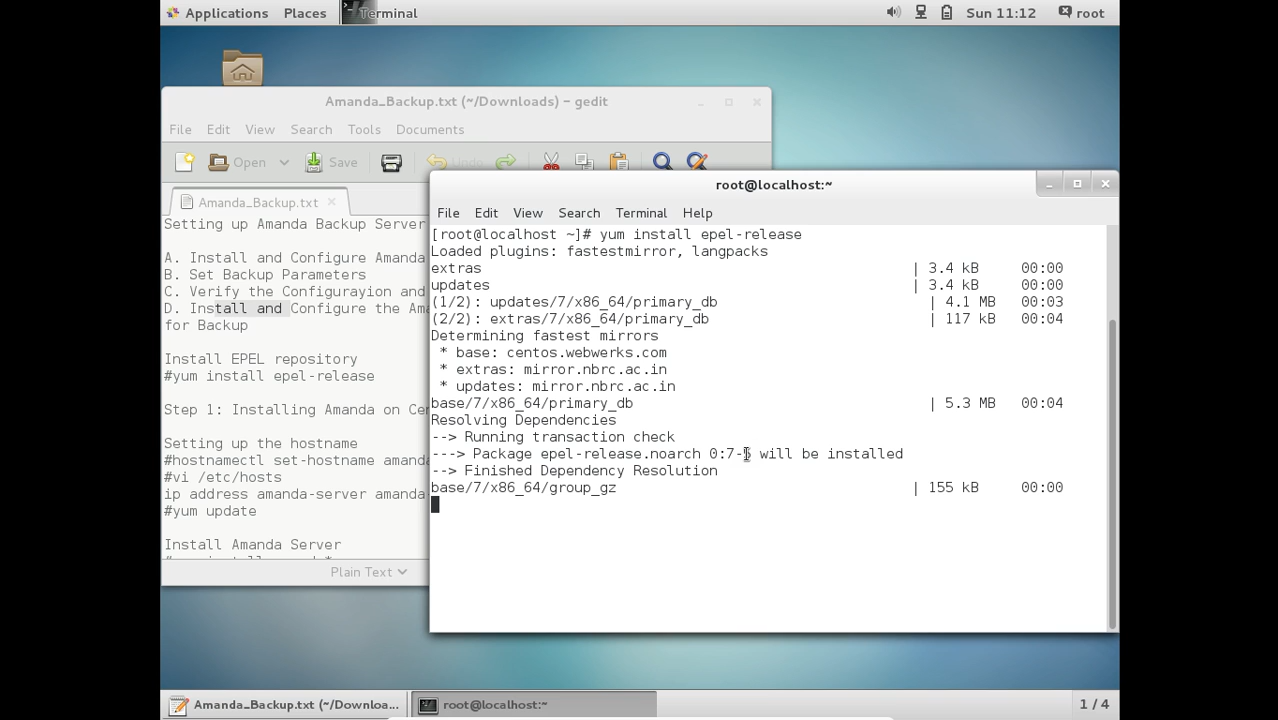 Applications Places Terminal Sun 11:12 root
Amanda_Backup.txt (~/Downloads) – gedit
File Edit View Search Tools Documents
Open Save Undo
Amanda_Backup.txt
Setting up Amanda Backup Server
A. Install and Configure Amanda
B. Set Backup Parameters
C. Verify the Configurayion and
D. Install and Configure the Ama
for Backup
Install EPEL repository
#yum install epel-release
Step 1: Installing Amanda on Cen
Setting up the hostname
#hostnamectl set-hostname amanda
#vi /etc/hosts
ip address amanda-server amanda
#yum update
Install Amanda Server
Plain Text
root@localhost:~
File Edit View Search Terminal Help
[root@localhost ~]# yum install epel-release
Loaded plugins: fastestmirror, langpacks
extras | 3.4 kB 00:00
updates | 3.4 kB 00:00
(1/2): updates/7/x86_64/primary_db | 4.1 MB 00:03
(2/2): extras/7/x86_64/primary_db | 117 kB 00:04
Determining fastest mirrors
* base: centos.webwerks.com
* extras: mirror.nbrc.ac.in
* updates: mirror.nbrc.ac.in
base/7/x86_64/primary_db | 5.3 MB 00:04
Resolving Dependencies
--> Running transaction check
---> Package epel-release.noarch will be installed
--> Finished Dependency Resolution
base/7/x86_64/group_gz | 155 kB 00:00
Amanda_Backup.txt (~/Downloa... root@localhost:~ 1 / 4